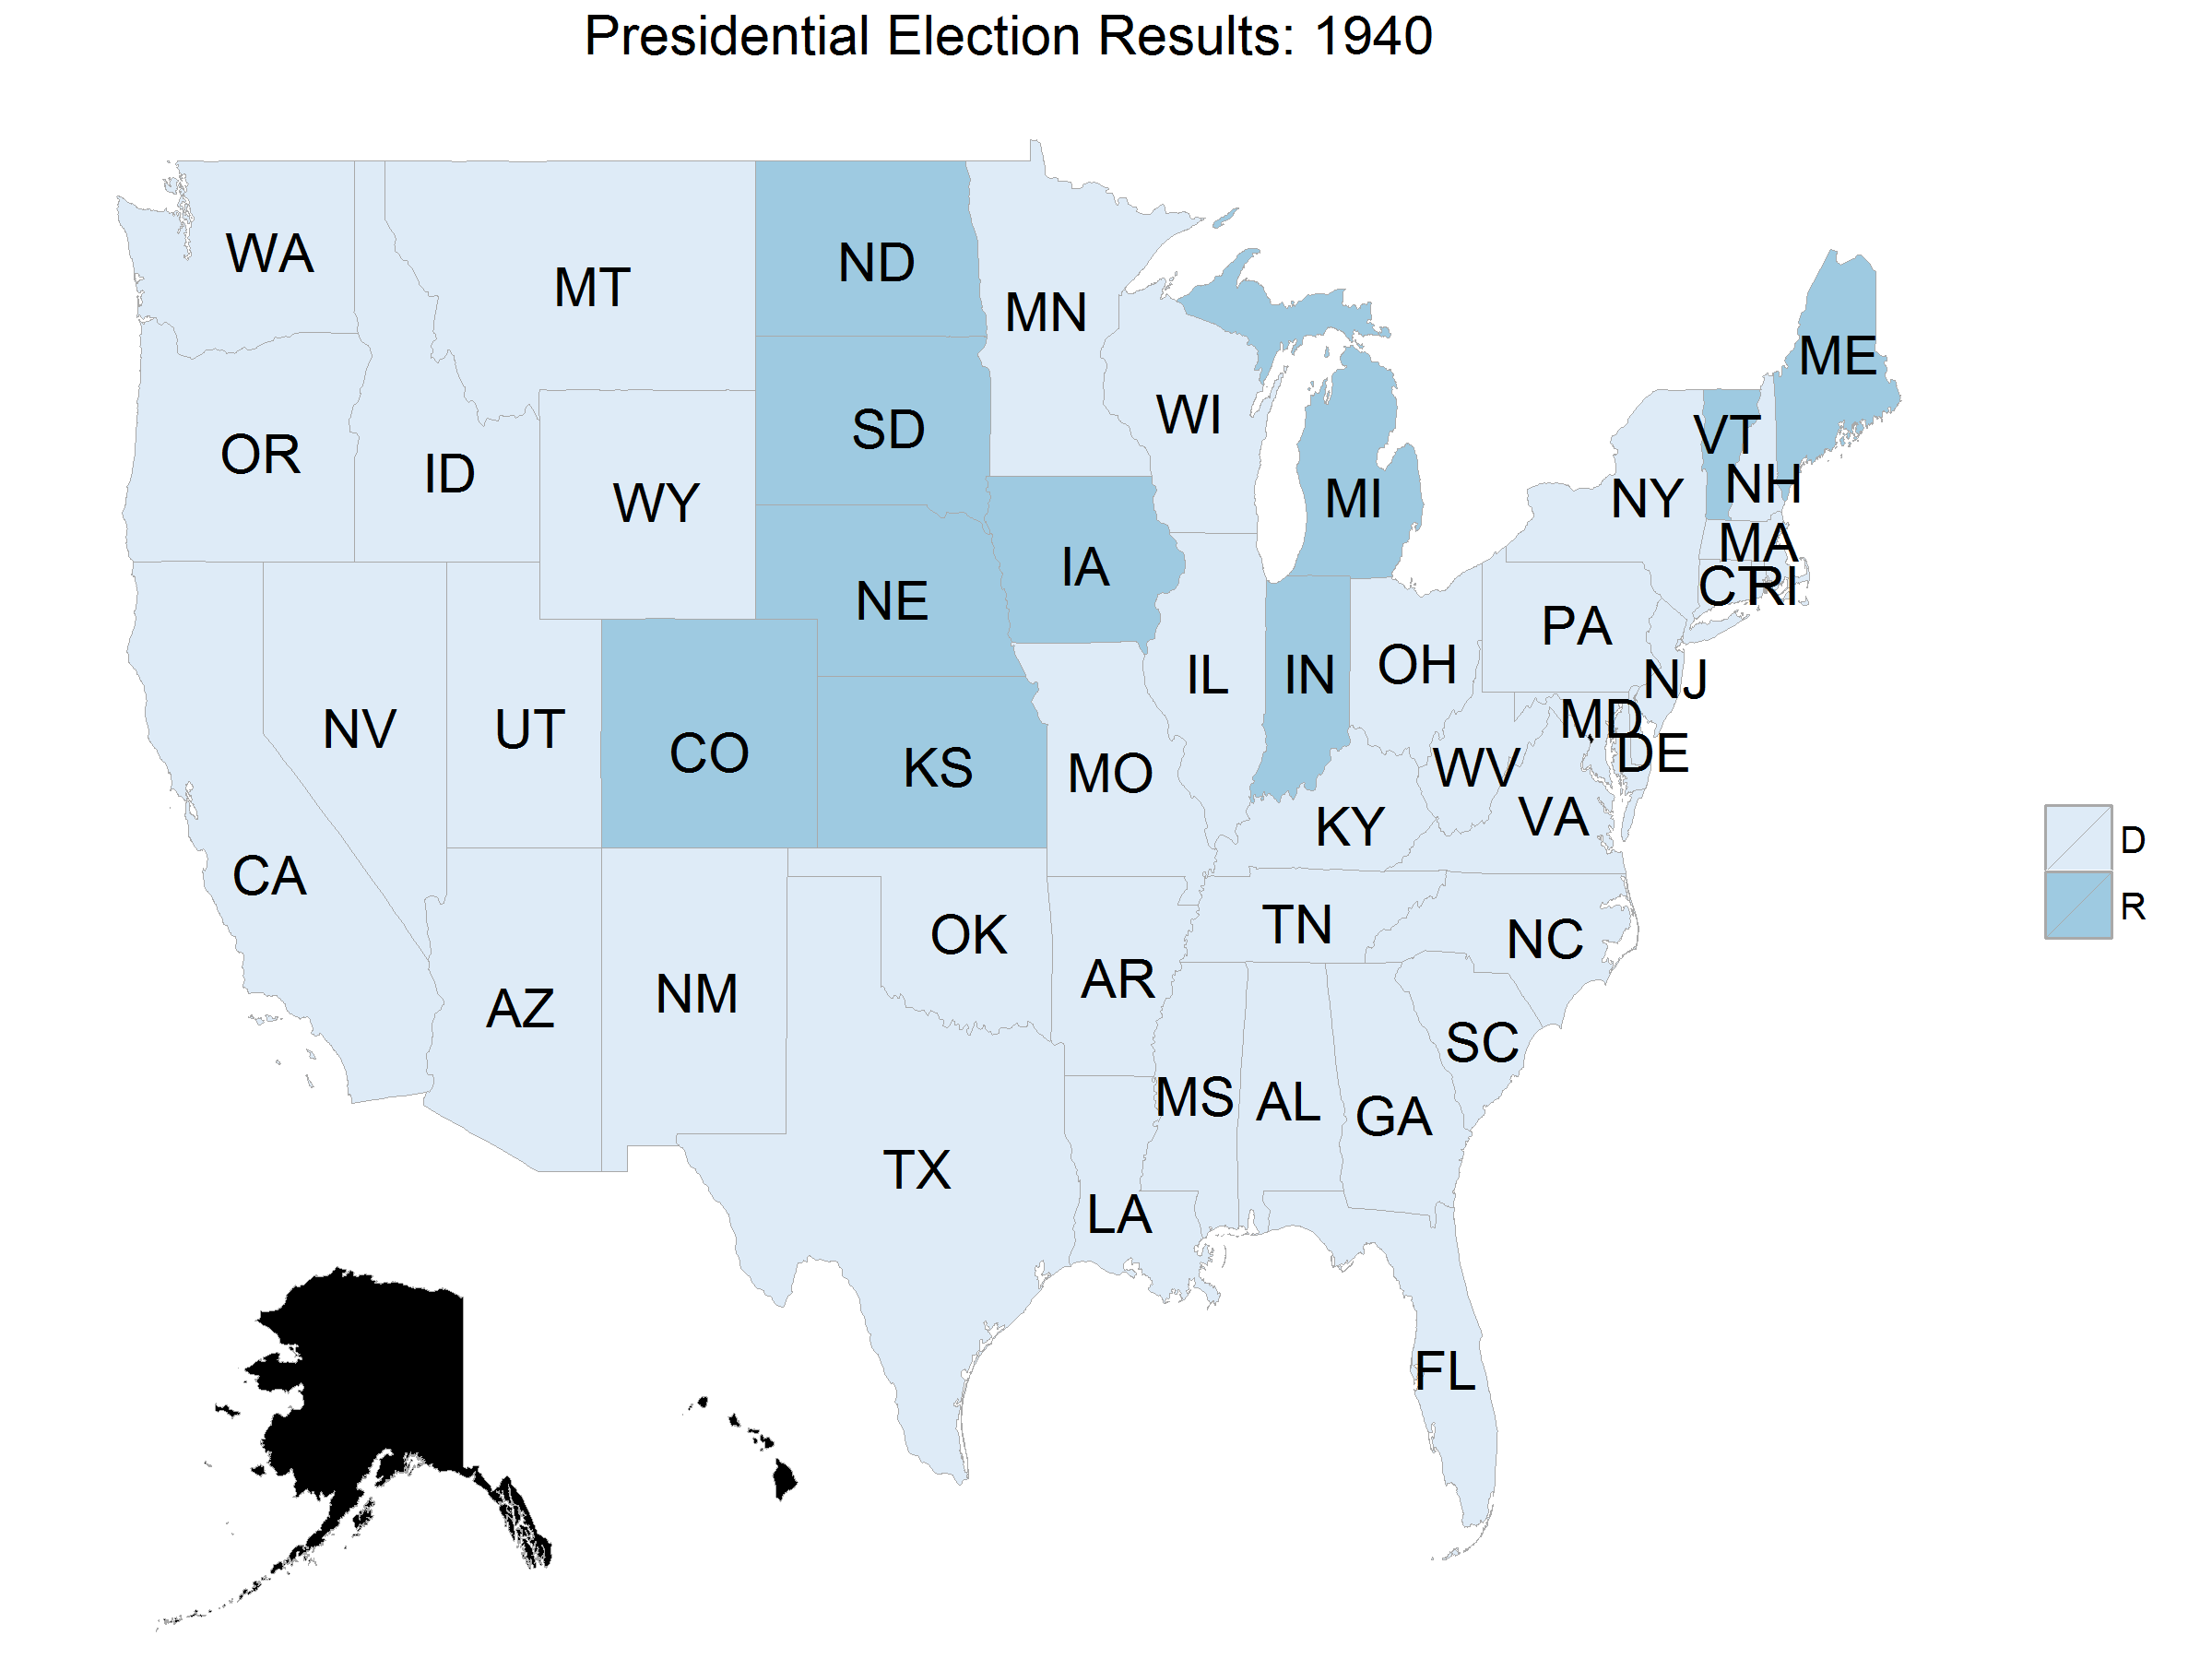 Presidential Election Results: 1940
WA
MT
ND
MN
ME
OR
ID
WY
SD
WI
MI
VT
NH
NY
MA
CT
RI
NE
IA
PA
NV
UT
CO
KS
MO
IL
IN
OH
NJ
MD
DE
WV
VA
KY
D
R
CA
AZ
NM
OK
AR
TN
NC
SC
TX
LA
MS
AL
GA
FL